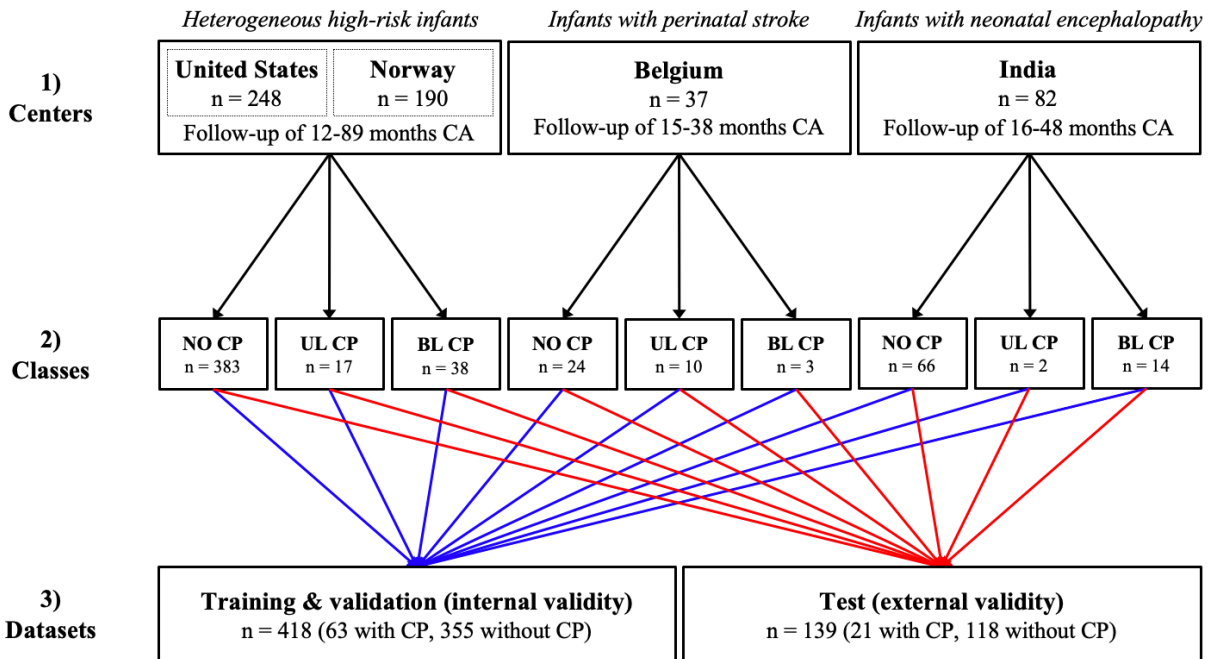 Heterogeneous high-risk infants
Infants with perinatal stroke
Infants with neonatal encephalopathy
1)
Centers
United States
n = 248
Norway
n = 190
Follow-up of 12-89 months CA
Belgium
n = 37
Follow-up of 15-38 months CA
India
n = 82
Follow-up of 16-48 months CA
2)
Classes
NO CP
n = 383
UL CP
n = 17
BL CP
n = 38
NO CP
n = 24
UL CP
n = 10
BL CP
n = 3
NO CP
n = 66
UL CP
n = 2
BL CP
n = 14
3)
Datasets
Training & validation (internal validity)
n = 418 (63 with CP, 355 without CP)
Test (external validity)
n = 139 (21 with CP, 118 without CP)